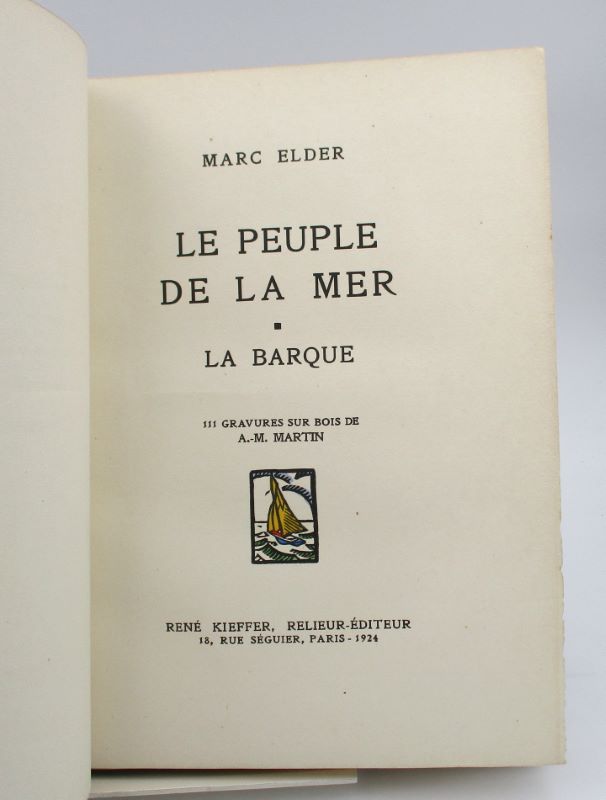 MARC ELDER
LE PEUPLE
DE LA MER
LA BARQUE
111 GRAVURES SUR BOIS DE
A.-M. MARTIN
RENÉ KIEFFER, RELIEUR-ÉDITEUR
18, RUE SÉGUIER, PARIS - 1924